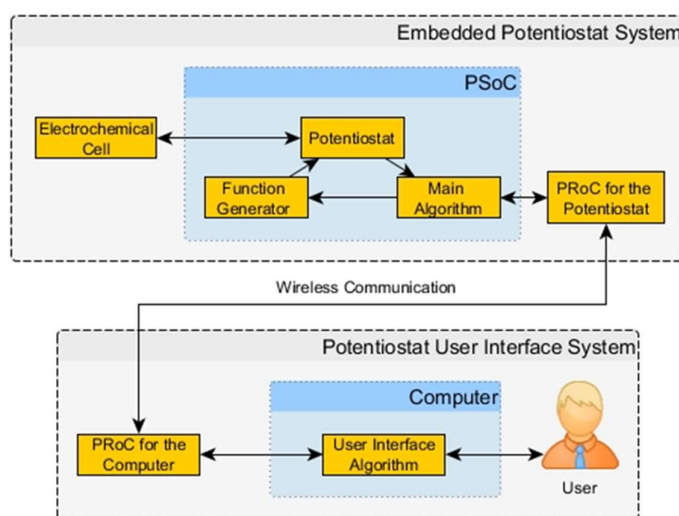 Embedded Potentiostat System
PSoC
Electrochemical
Cell
Potentiostat
Function
Generator
Main
Algorithm
PRoC for the
Potentiostat
Wireless Communication
Potentiostat User Interface System
Computer
PRoC for the
Computer
User Interface
Algorithm
User